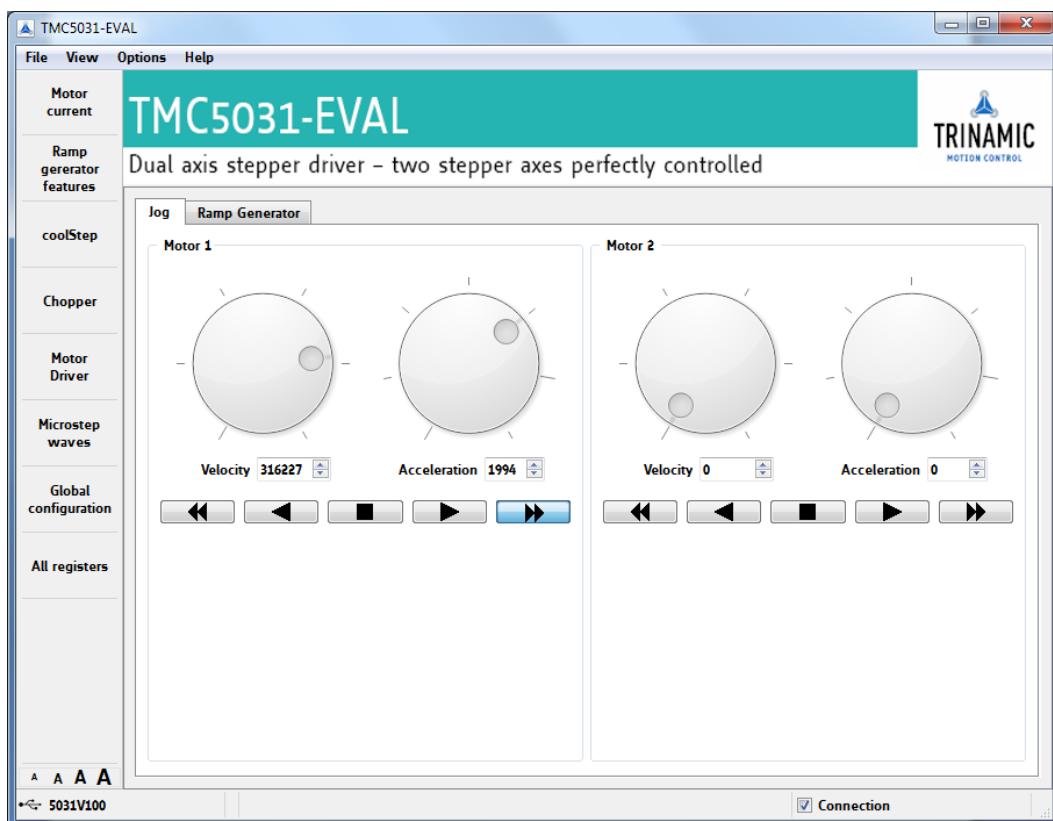 TMC5031-EVAL
File View Options Help
Motor
current
Ramp
gererator
features
coolStep
Chopper
Motor
Driver
Microstep
waves
Global
configuration
All registers
A A A A
TMC5031-EVAL
Dual axis stepper driver – two stepper axes perfectly controlled
TRINAMIC
MOTION CONTROL
Jog Ramp Generator
Motor 1
Velocity 316227 Acceleration 1994
Motor 2
Velocity 0 Acceleration 0
5031V100
Connection